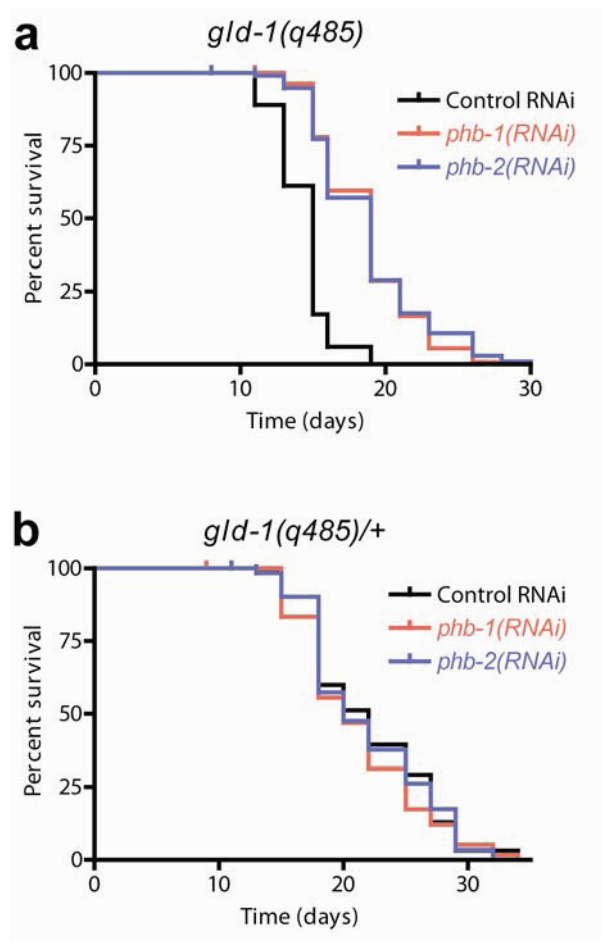 a
gld-1(q485)
100
75
50
25
0
Percent survival
Control RNAi
phb-1(RNAi)
phb-2(RNAi)
0 10 20 30
Time (days)
b
gld-1(q485)/+
100
75
50
25
0
Percent survival
Control RNAi
phb-1(RNAi)
phb-2(RNAi)
0 10 20 30
Time (days)